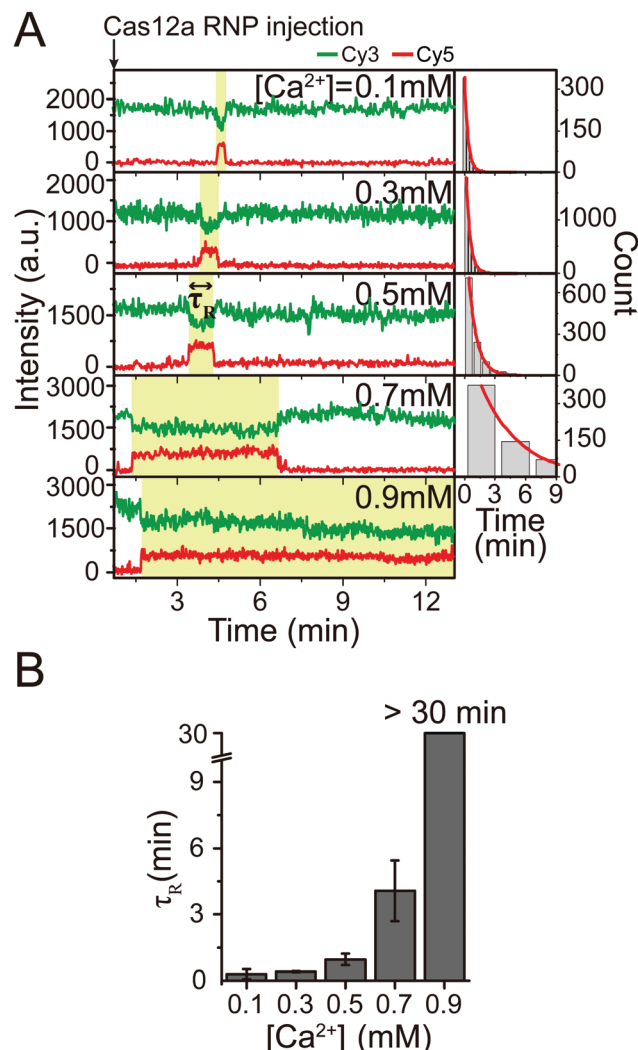 A
Cas12a RNP injection
Cy3 Cy5
[Ca²⁺]=0.1mM
2000
1000
0
300
150
0
0.3mM
2000
1000
0
1000
0
0.5mM
τR
1500
0
600
300
0
0.7mM
3000
1500
0
300
150
0
0.9mM
3000
1500
0
0 3 6 9
Time
(min)
3 6 9 12
Time (min)
Intensity (a.u.)
Count
B
> 30 min
30
9
6
3
0
τR(min)
0.1 0.3 0.5 0.7 0.9
[Ca²⁺] (mM)